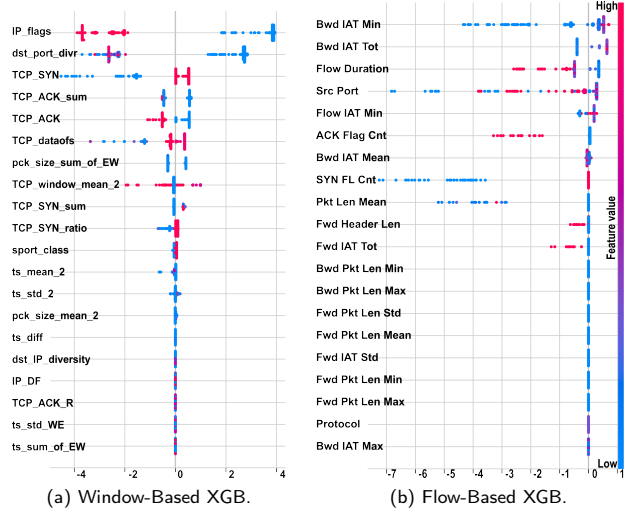 High
IP_flags
dst_port_divr
TCP_SYN
TCP_ACK_sum
TCP_ACK
TCP_dataofs
pck_size_sum_of_EW
TCP_window_mean_2
TCP_SYN_sum
TCP_SYN_ratio
sport_class
ts_mean_2
ts_std_2
pck_size_mean_2
ts_diff
dst_IP_diversity
IP_DF
TCP_ACK_R
ts_std_WE
ts_sum_of_EW
-4 -2 0 2 4
(a) Window-Based XGB.
Bwd IAT Min
Bwd IAT Tot
Flow Duration
Src Port
Flow IAT Min
ACK Flag Cnt
Bwd IAT Mean
SYN FL Cnt
Pkt Len Mean
Fwd Header Len
Fwd IAT Tot
Bwd Pkt Len Min
Bwd Pkt Len Max
Fwd Pkt Len Std
Fwd Pkt Len Mean
Fwd IAT Std
Fwd Pkt Len Min
Fwd Pkt Len Max
Protocol
Bwd IAT Max
Feature value
Low
-7 -6 -5 -4 -3 -2 -1 0 1
(b) Flow-Based XGB.